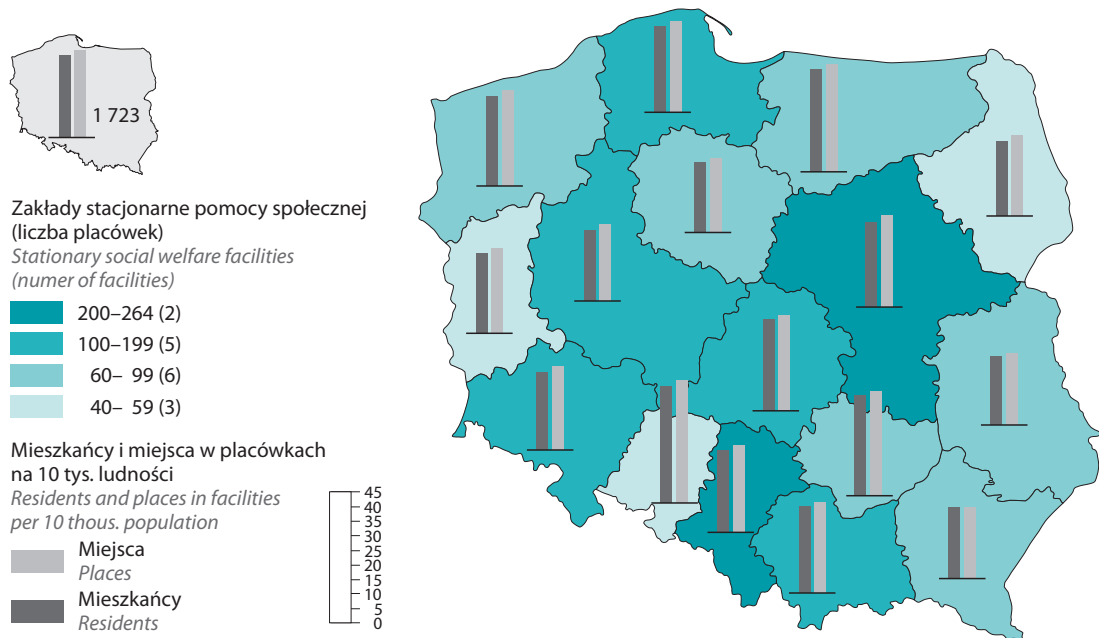 1 723
Zakłady stacjonarne pomocy społecznej
(liczba placówek)
Stationary social welfare facilities
(numer of facilities)
200–264 (2)
100–199 (5)
60– 99 (6)
40– 59 (3)
Mieszkańcy i miejsca w placówkach
na 10 tys. ludności
Residents and places in facilities
per 10 thous. population
Miejsca
Places
Mieszkańcy
Residents
45
40
35
30
25
20
15
10
5
0